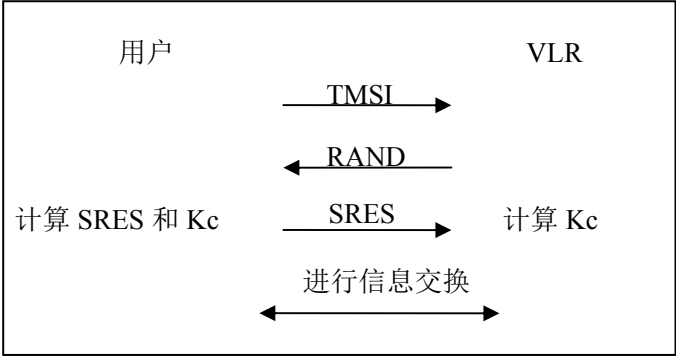 用户 VLR
TMSI
RAND
计算 SRES 和 Kc SRES 计算 Kc
进行信息交换